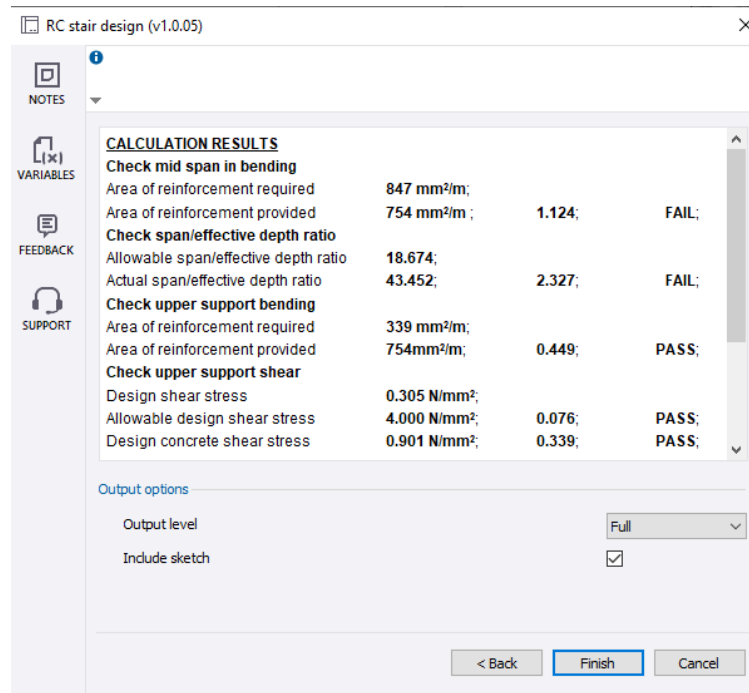 RC stair design (v1.0.05)
NOTES
VARIABLES
FEEDBACK
SUPPORT
CALCULATION RESULTS
Check mid span in bending
Area of reinforcement required 847 mm²/m;
Area of reinforcement provided 754 mm²/m ; 1.124; FAIL;
Check span/effective depth ratio
Allowable span/effective depth ratio 18.674;
Actual span/effective depth ratio 43.452; 2.327; FAIL;
Check upper support bending
Area of reinforcement required 339 mm²/m;
Area of reinforcement provided 754mm²/m; 0.449; PASS;
Check upper support shear
Design shear stress 0.305 N/mm²;
Allowable design shear stress 4.000 N/mm²; 0.076; PASS;
Design concrete shear stress 0.901 N/mm²; 0.339; PASS;
Output options
Output level Full
Include sketch
< Back Finish Cancel